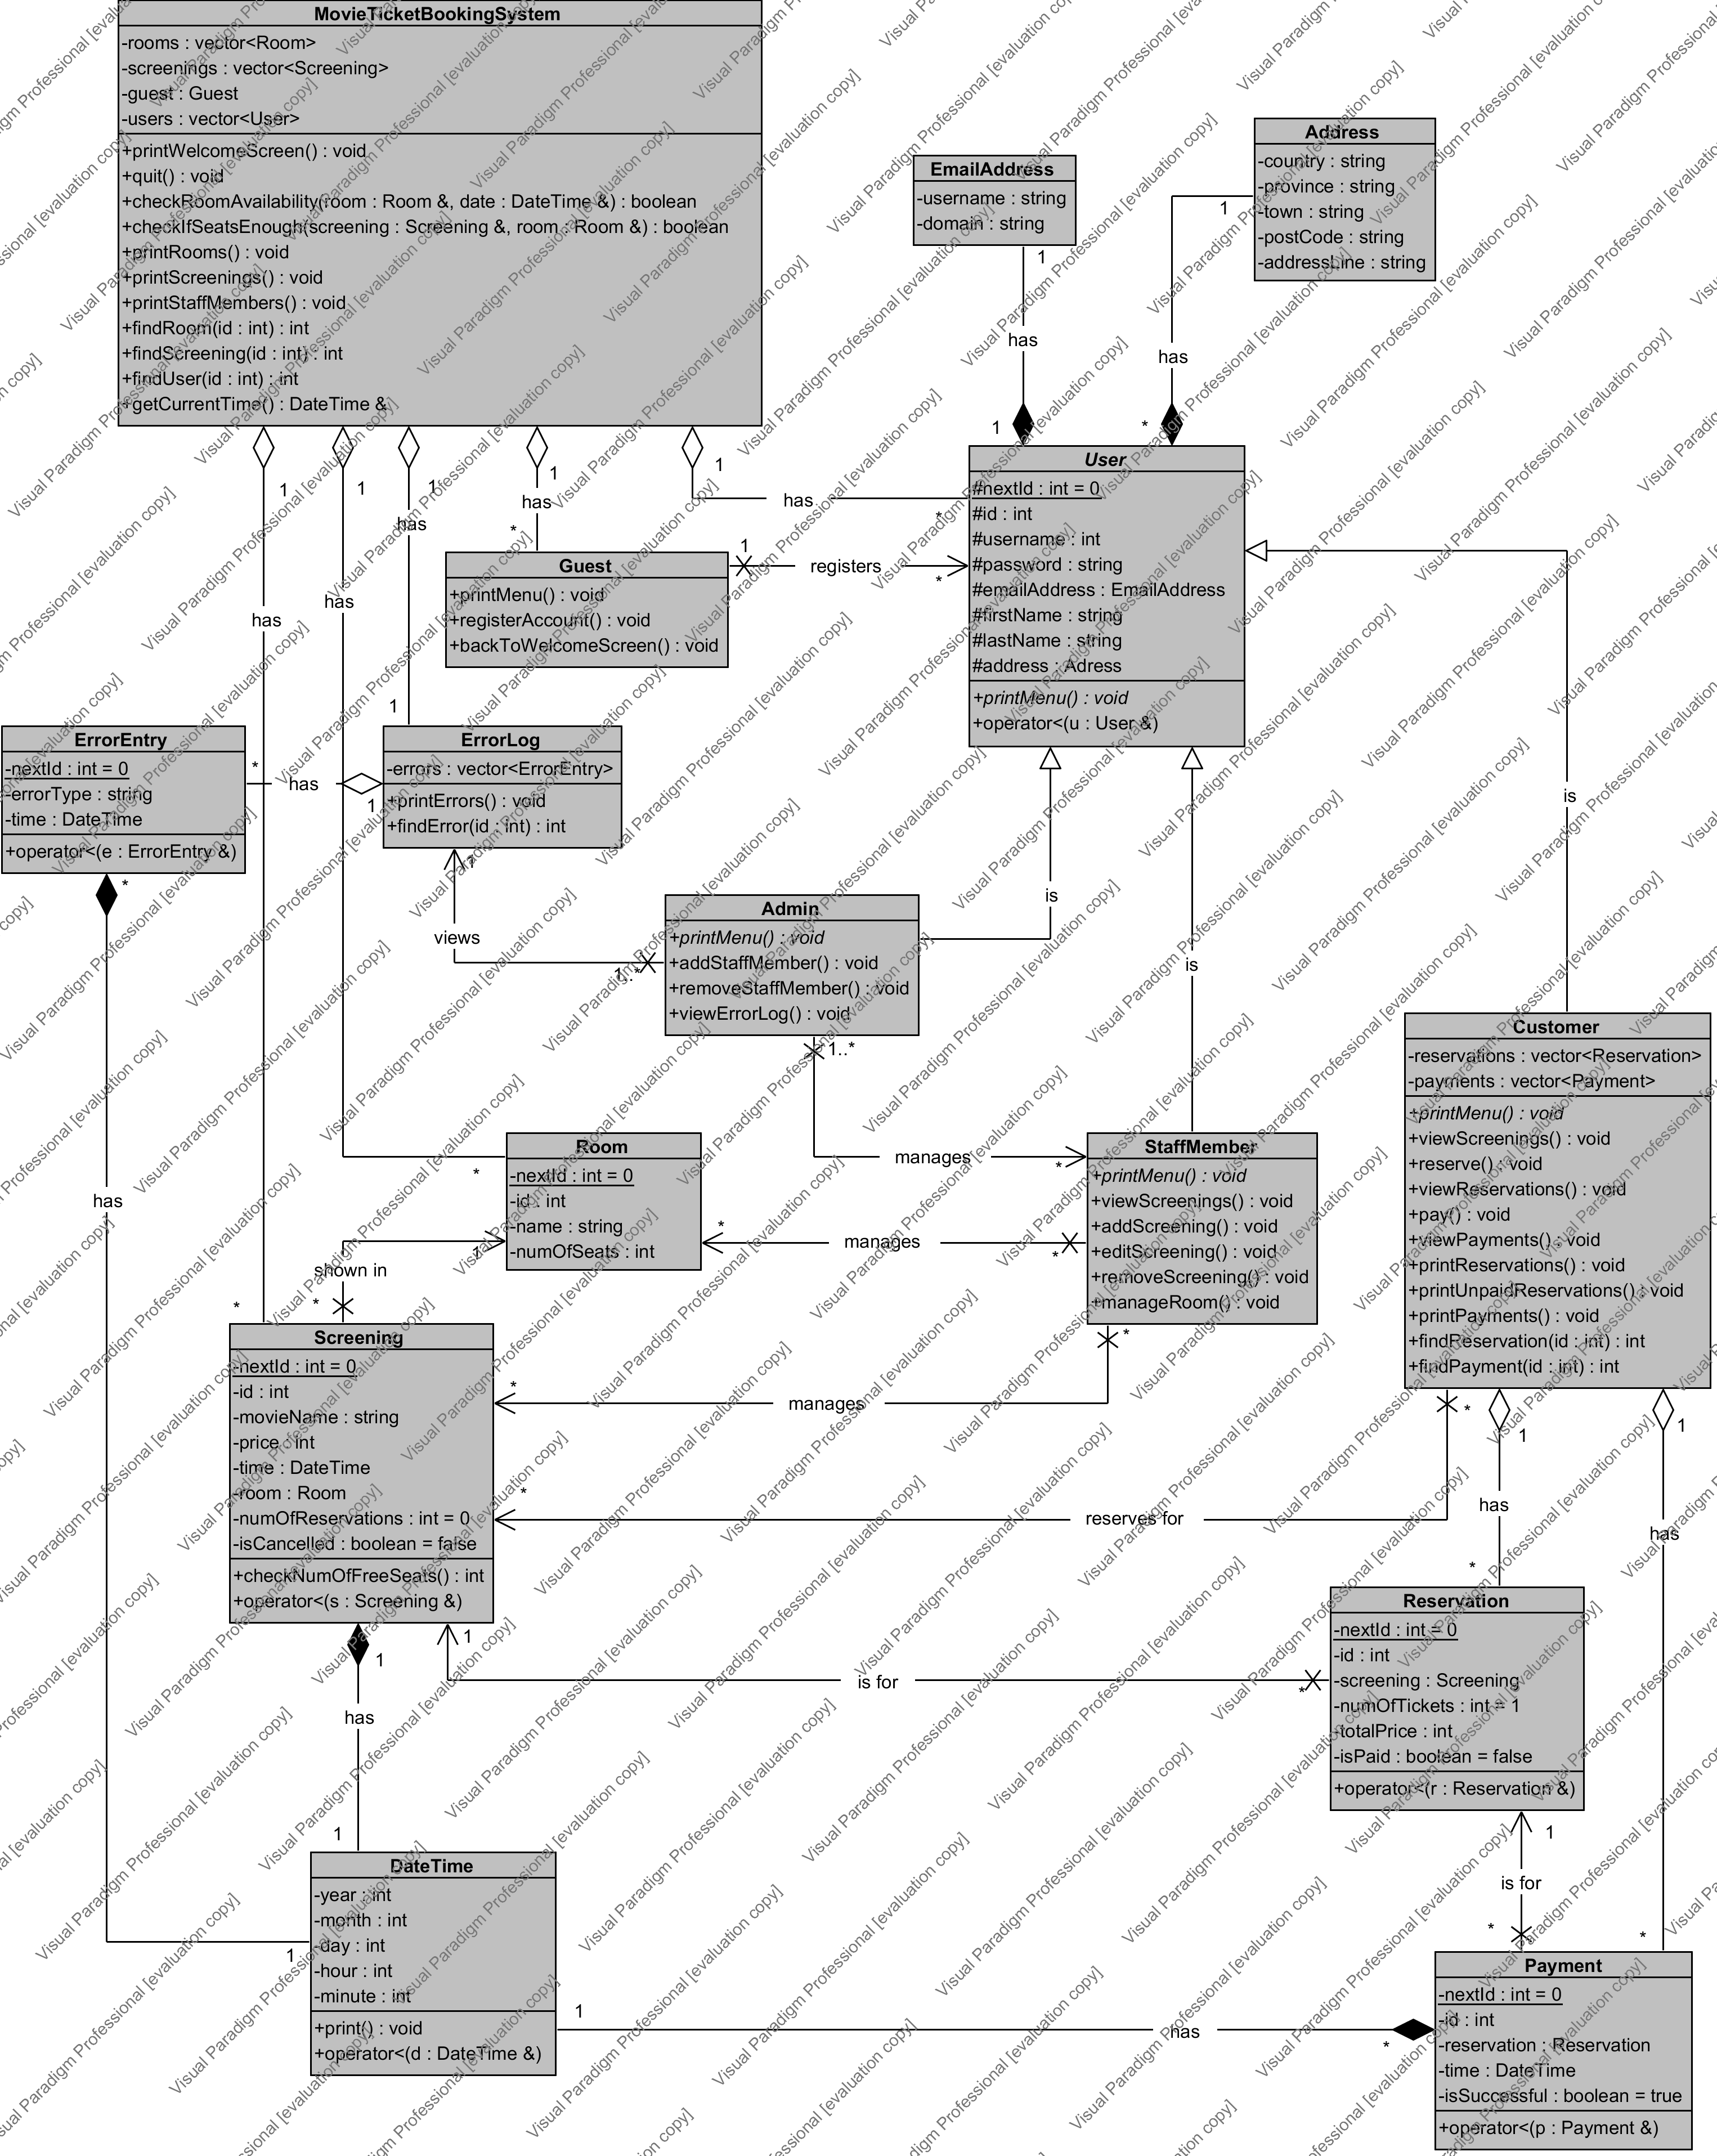 MovieTicketBookingSystem
-rooms : vector<Room>
-screenings : vector<Screening>
-guest : Guest
-users : vector<User>
+printWelcomeScreen() : void
+quit() : void
+checkRoomAvailability(room : Room &, date : DateTime &) : boolean
+checkIfSeatsEnough(screening : Screening &, room : Room &) : boolean
+printRooms() : void
+printScreenings() : void
+printStaffMembers() : void
+findRoom(id : int) : int
+findScreening(id : int) : int
+findUser(id : int) : int
+getCurrentTime() : DateTime &
EmailAddress
-username : string
-domain : string
Address
-country : string
-province : string
-town : string
-postCode : string
-addressLine : string
1
1
has
has
1
*
1
1
1
1
1
has
has
has
*
*
User
#nextId : int = 0
#id : int
#username : int
#password : string
#emailAddress : EmailAddress
#firstName : string
#lastName : string
#address : Adress
+printMenu() : void
+operator<(u : User &)
Guest
+printMenu() : void
+registerAccount() : void
+backToWelcomeScreen() : void
1
registers
*
has
has
1
ErrorEntry
-nextId : int = 0
-errorType : string
-time : DateTime
+operator<(e : ErrorEntry &)
*
has
1
ErrorLog
-errors : vector<ErrorEntry>
+printErrors() : void
+findError(id : int) : int
*
views
1..*
is
is
is
Admin
+printMenu() : void
+addStaffMember() : void
+removeStaffMember() : void
+viewErrorLog() : void
1..*
manages
*
has
Room
-nextId : int = 0
-id : int
-name : string
-numOfSeats : int
*
1
*
manages
*
StaffMember
+printMenu() : void
+viewScreenings() : void
+addScreening() : void
+editScreening() : void
+removeScreening() : void
+manageRoom() : void
*
Customer
-reservations : vector<Reservation>
-payments : vector<Payment>
+printMenu() : void
+viewScreenings() : void
+reserve() : void
+viewReservations() : void
+pay() : void
+viewPayments() : void
+printReservations() : void
+printUnpaidReservations() : void
+printPayments() : void
+findReservation(id : int) : int
+findPayment(id : int) : int
shown in
*
*
Screening
-nextId : int = 0
-id : int
-movieName : string
-price : int
-time : DateTime
-room : Room
-numOfReservations : int = 0
-isCancelled : boolean = false
+checkNumOfFreeSeats() : int
+operator<(s : Screening &)
*
manages
*
reserves for
*
1
1
has
has
*
Reservation
-nextId : int = 0
-id : int
-screening : Screening
-numOfTickets : int = 1
-totalPrice : int
-isPaid : boolean = false
+operator<(r : Reservation &)
1
1
is for
*
has
1
1
is for
*
*
DateTime
-year : int
-month : int
-day : int
-hour : int
-minute : int
+print() : void
+operator<(d : DateTime &)
1
1
has
*
Payment
-nextId : int = 0
-id : int
-reservation : Reservation
-time : DateTime
-isSuccessful : boolean = true
+operator<(p : Payment &)
Visual Paradigm Professional [evaluation copy]